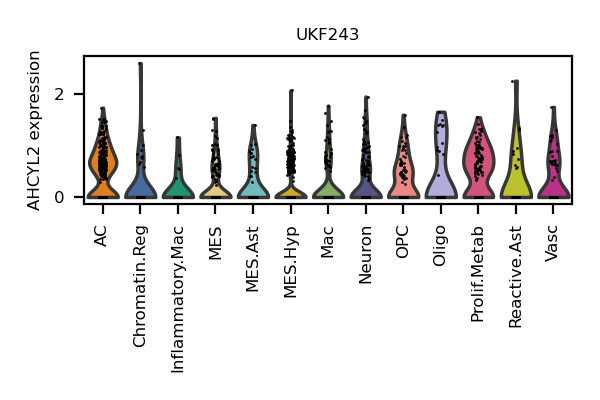 UKF243
AHCYL2 expression
2
0
AC
Chromatin.Reg
Inflammatory.Mac
MES
MES.Ast
MES.Hyp
Mac
Neuron
OPC
Oligo
Prolif.Metab
Reactive.Ast
Vasc